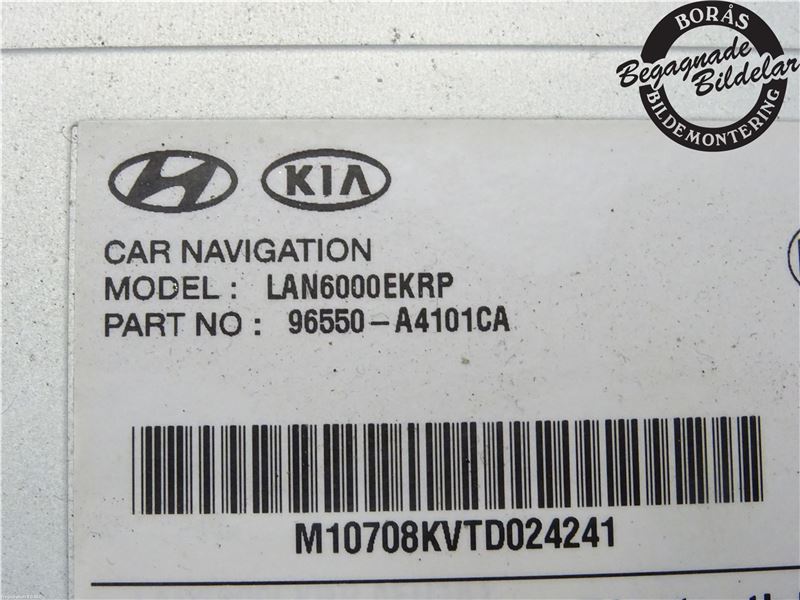 BORÅS
Begagnade
Bildelar
BILDEMONTERING
KIA
CAR NAVIGATION
MODEL : LAN6000EKRP
PART NO : 96550-A4101CA
M10708KVTD024241